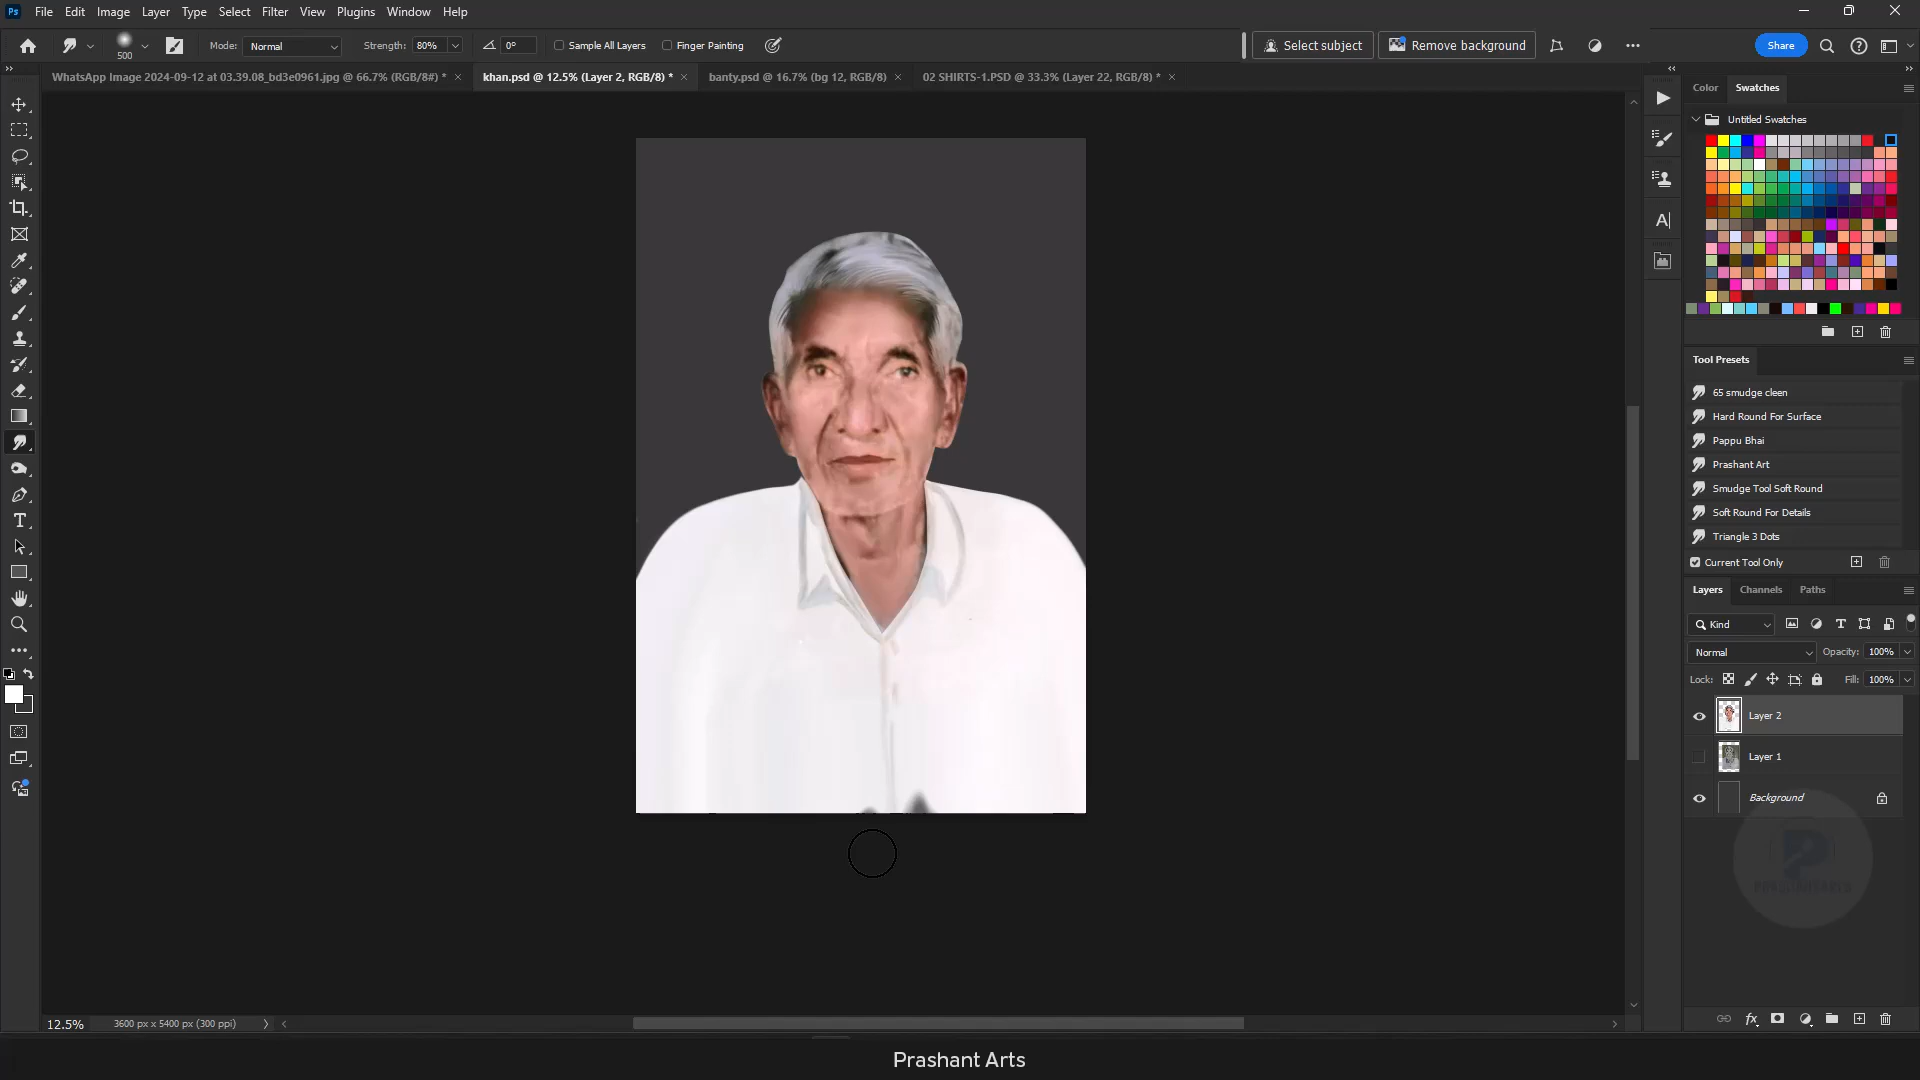 Ps File Edit Image Layer Type Select Filter View Plugins Window Help
500 Mode: Normal Strength: 80% 0° Sample All Layers Finger Painting Select subject Remove background Share
WhatsApp Image 2024-09-12 at 03.39.08_bd3e0961.jpg @ 66.7% (RGB/8#) * khan.psd @ 12.5% (Layer 2, RGB/8) * banty.psd @ 16.7% (bg 12, RGB/8) 02 SHIRTS-1.PSD @ 33.3% (Layer 22, RGB/8) *
Color Swatches
Untitled Swatches
Tool Presets
65 smudge cleen
Hard Round For Surface
Pappu Bhai
Prashant Art
Smudge Tool Soft Round
Soft Round For Details
Triangle 3 Dots
Current Tool Only
Layers Channels Paths
Kind
Normal Opacity: 100%
Lock: Fill: 100%
Layer 2
Layer 1
Background
12.5% 3600 px x 5400 px (300 ppi)
Prashant Arts